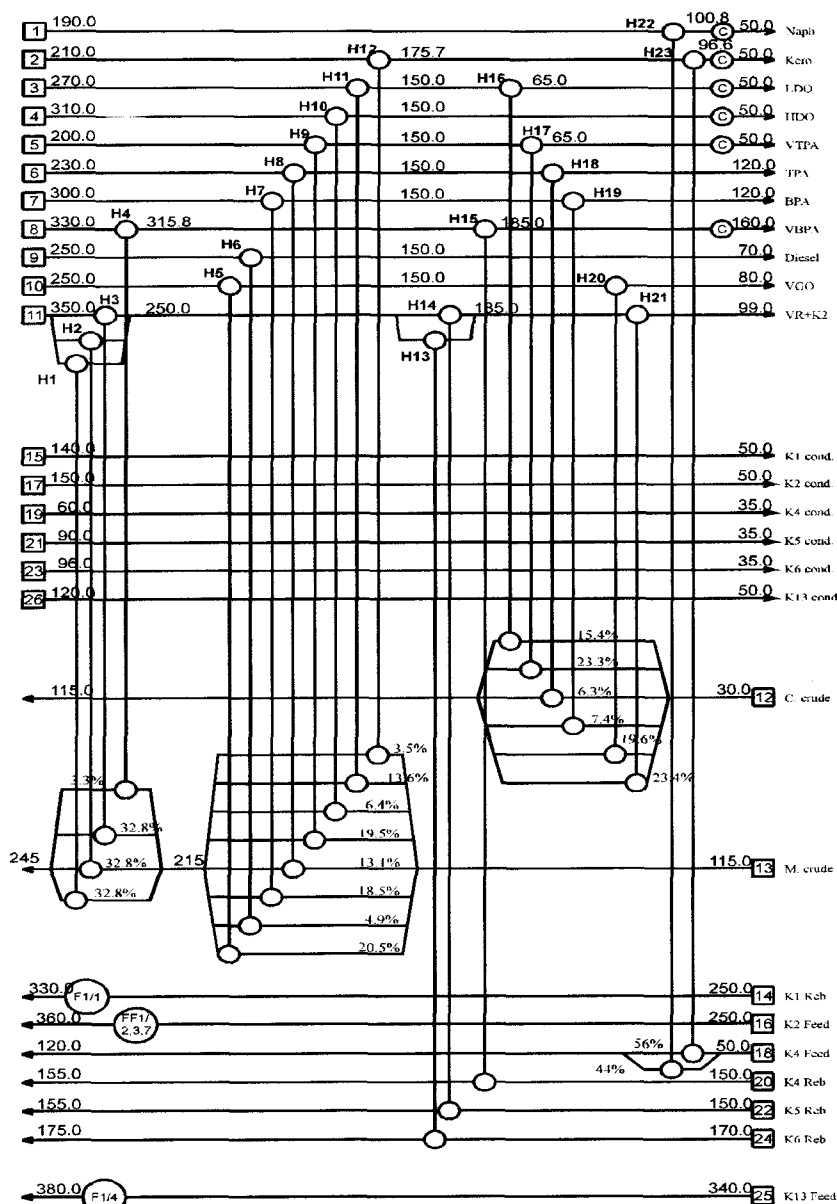 1 190.0 H22 100.8 C 50.0 Naph
2 210.0 H12 175.7 H23 96.6 C 50.0 Kero
3 270.0 H11 150.0 H16 65.0 C 50.0 LDO
4 310.0 H10 150.0 C 50.0 HDO
5 200.0 H9 150.0 H17 65.0 C 50.0 VTPA
6 230.0 H8 150.0 H18 120.0 TPA
7 300.0 H7 150.0 H19 120.0 BPA
8 330.0 H4 315.8 H15 185.0 C 160.0 VBPA
9 250.0 H6 150.0 70.0 Diesel
10 250.0 H5 150.0 H20 80.0 VGO
11 350.0 H3 250.0 H14 185.0 H21 99.0 VR+K2
H2 H13
H1
15 140.0 50.0 K1 cond.
17 150.0 50.0 K2 cond.
19 60.0 35.0 K4 cond.
21 90.0 35.0 K5 cond.
23 96.0 35.0 K6 cond.
26 120.0 50.0 K13 cond
15.4%
23.3%
115.0 6.3% 30.0 12 C. crude
7.4%
19.6%
3.5%
23.4%
3.3% 13.6%
6.4%
32.8% 19.5%
245 32.8% 215 13.1% 115.0 13 M. crude
32.8% 18.5%
4.9%
20.5%
330.0 F1/1 250.0 14 K1 Reb
360.0 FF1/ 2,3,7 250.0 16 K2 Feed
120.0 56% 50.0 18 K4 Feed
155.0 44% 150.0 20 K4 Reb
155.0 150.0 22 K5 Reb
175.0 170.0 24 K6 Reb
380.0 F1/4 340.0 25 K13 Feed